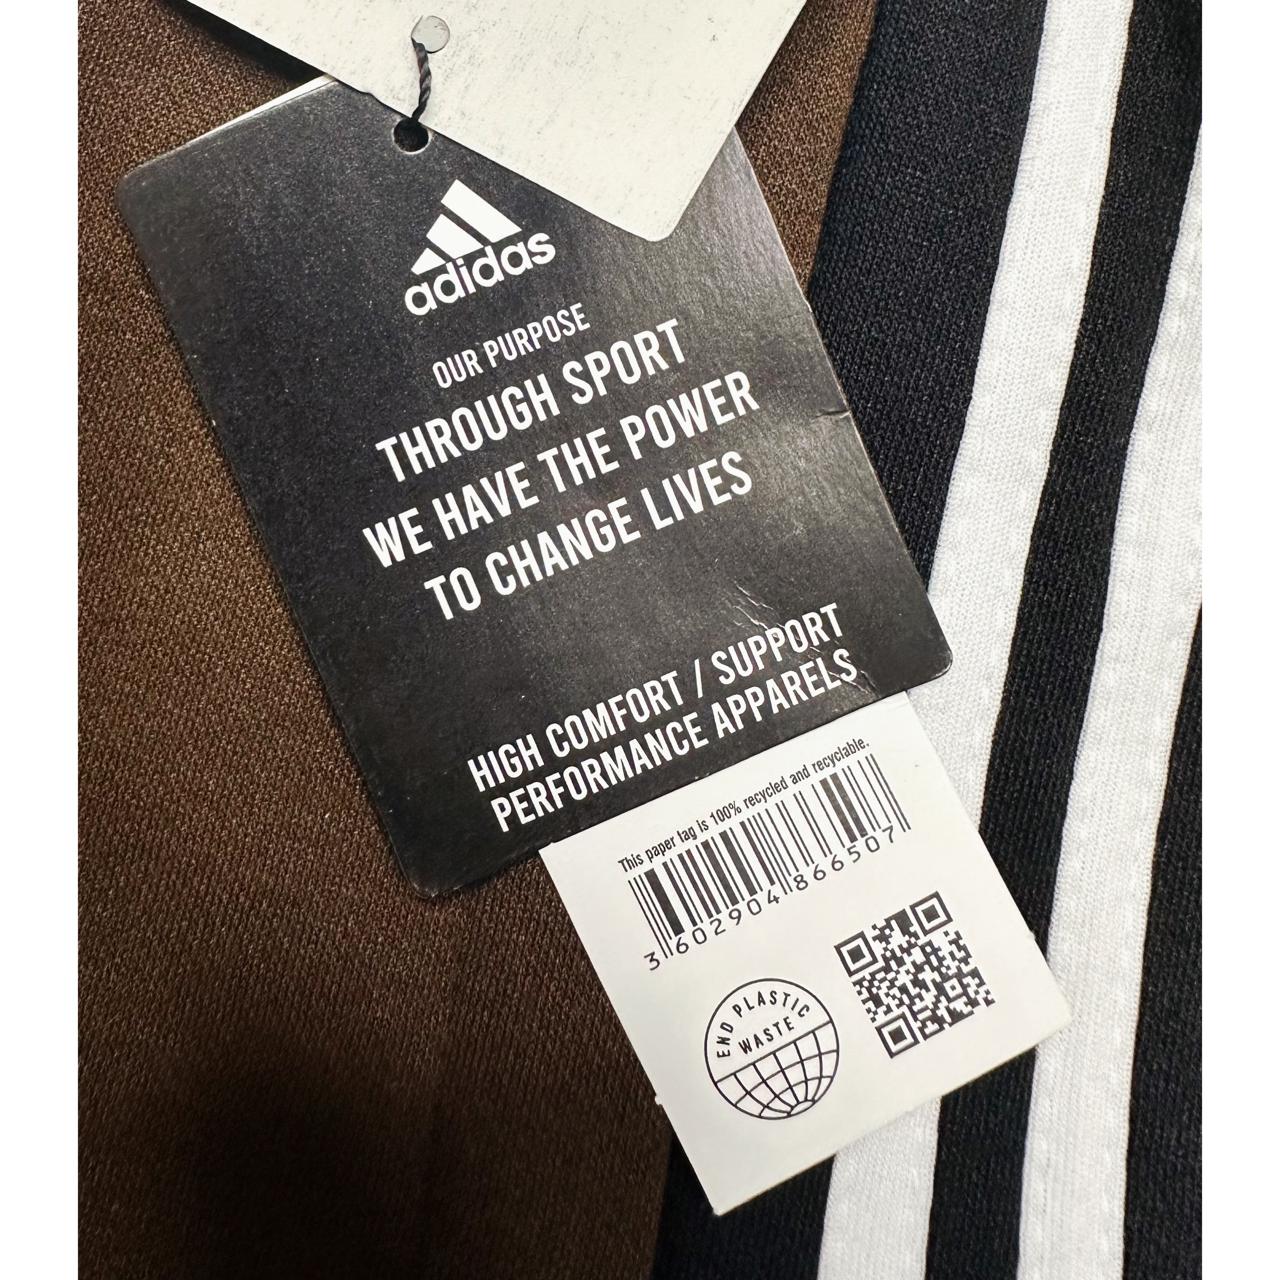 adidas
OUR PURPOSE
THROUGH SPORT
WE HAVE THE POWER
TO CHANGE LIVES
HIGH COMFORT / SUPPORT
PERFORMANCE APPARELS
This paper tag is 100% recycled and recyclable.
3 602904 866507
END PLASTIC
WASTE